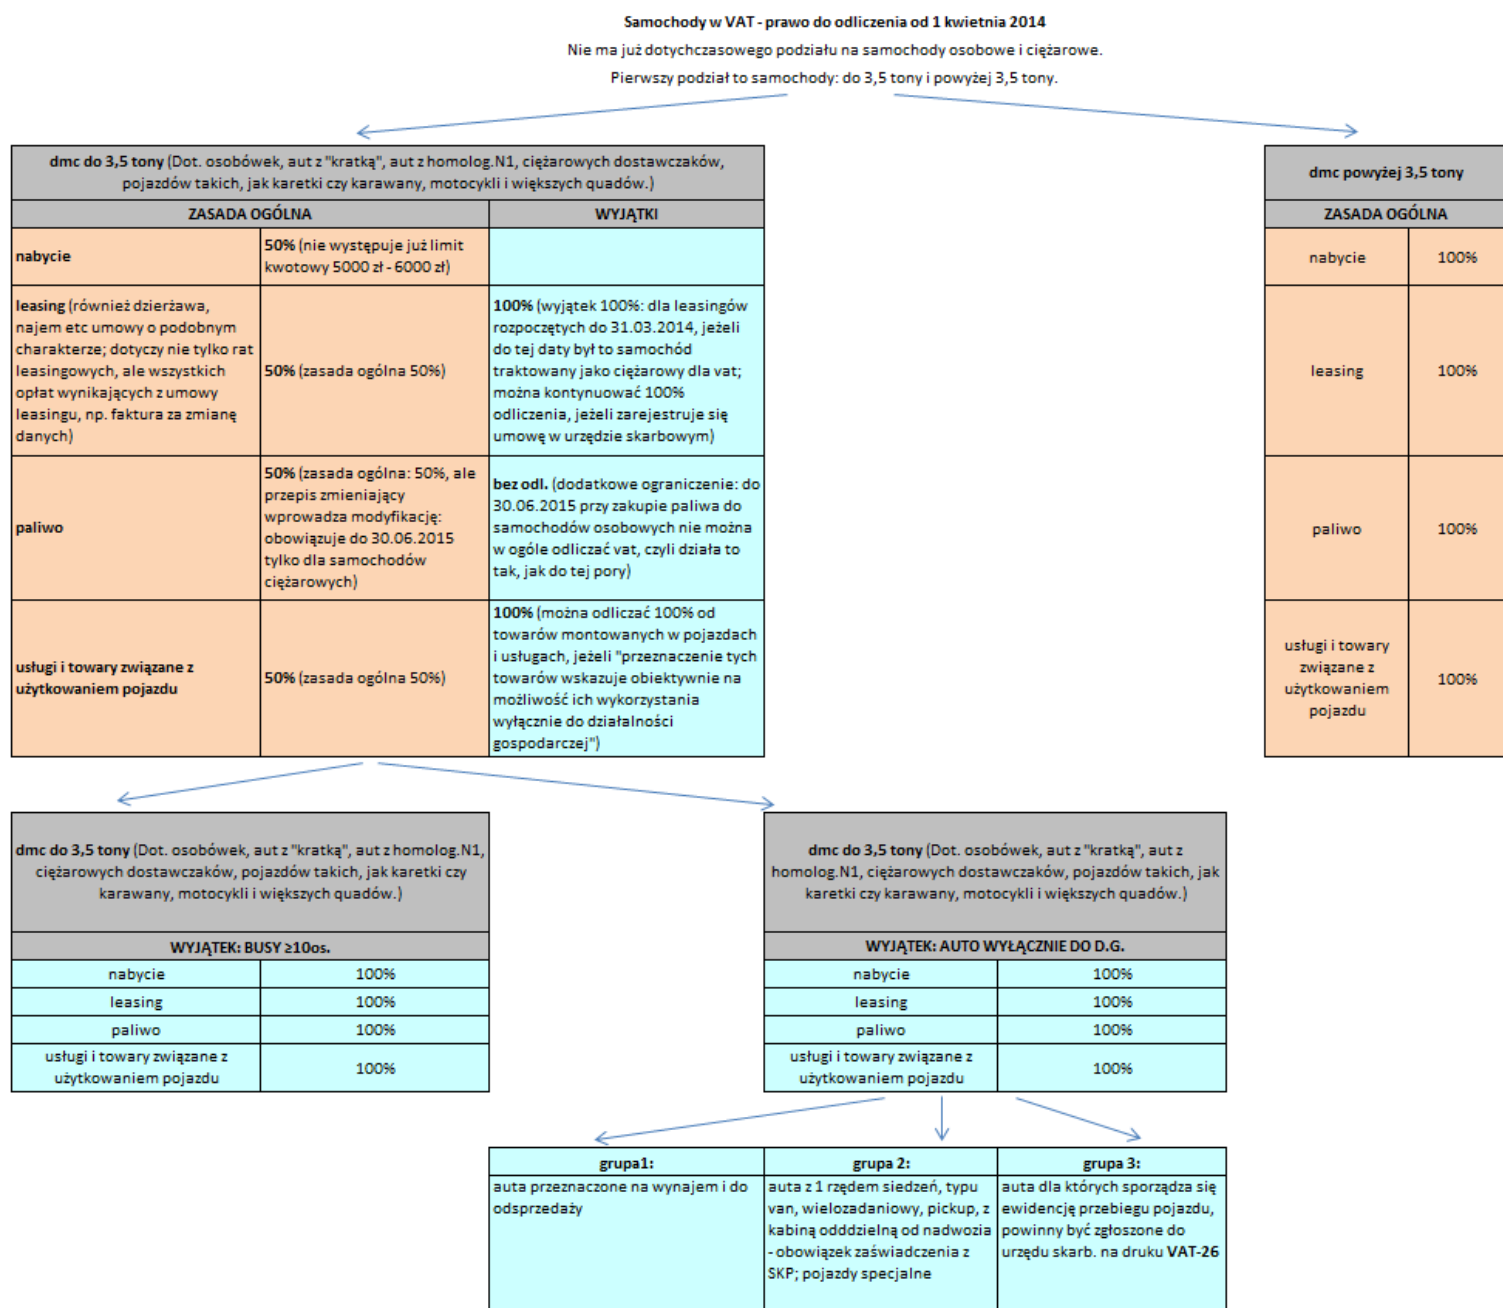 Samochody w VAT - prawo do odliczenia od 1 kwietnia 2014
Nie ma już dotychczasowego podziału na samochody osobowe i ciężarowe.
Pierwszy podział to samochody: do 3,5 tony i powyżej 3,5 tony.
dmc do 3,5 tony (Dot. osobówek, aut z "kratką", aut z homolog.N1, ciężarowych dostawczaków,
pojazdów takich, jak karetki czy karawany, motocykli i większych quadów.)
ZASADA OGÓLNA
WYJĄTKI
nabycie
50% (nie występuje już limit
kwotowy 5000 zł - 6000 zł)
leasing (również dzierżawa,
najem etc umowy o podobnym
charakterze; dotyczy nie tylko rat
leasingowych, ale wszystkich
opłat wynikających z umowy
leasingu, np. faktura za zmianę
danych)
50% (zasada ogólna 50%)
100% (wyjątek 100%: dla leasingów
rozpoczętych do 31.03.2014, jeżeli
do tej daty był to samochód
traktowany jako ciężarowy dla vat;
można kontynuować 100%
odliczenia, jeżeli zarejestruje się
umowę w urzędzie skarbowym)
paliwo
50% (zasada ogólna: 50%, ale
przepis zmieniający
wprowadza modyfikację:
obowiązuje do 30.06.2015
tylko dla samochodów
ciężarowych)
bez odl. (dodatkowe ograniczenie: do
30.06.2015 przy zakupie paliwa do
samochodów osobowych nie można
w ogóle odliczać vat, czyli działa to
tak, jak do tej pory)
usługi i towary związane z
użytkowaniem pojazdu
50% (zasada ogólna 50%)
100% (można odliczać 100% od
towarów montowanych w pojazdach
i usługach, jeżeli "przeznaczenie tych
towarów wskazuje obiektywnie na
możliwość ich wykorzystania
wyłącznie do działalności
gospodarczej")
dmc powyżej 3,5 tony
ZASADA OGÓLNA
nabycie
100%
leasing
100%
paliwo
100%
usługi i towary
związane z
użytkowaniem
pojazdu
100%
dmc do 3,5 tony (Dot. osobówek, aut z "kratką", aut z homolog.N1,
ciężarowych dostawczaków, pojazdów takich, jak karetki czy
karawany, motocykli i większych quadów.)
WYJĄTEK: BUSY ≥10os.
nabycie
100%
leasing
100%
paliwo
100%
usługi i towary związane z
użytkowaniem pojazdu
100%
dmc do 3,5 tony (Dot. osobówek, aut z "kratką", aut z
homolog.N1, ciężarowych dostawczaków, pojazdów takich, jak
karetki czy karawany, motocykli i większych quadów.)
WYJĄTEK: AUTO WYŁĄCZNIE DO D.G.
nabycie
100%
leasing
100%
paliwo
100%
usługi i towary związane z
użytkowaniem pojazdu
100%
grupa1:
auta przeznaczone na wynajem i do
odsprzedaży
grupa 2:
auta z 1 rzędem siedzeń, typu
van, wielozadaniowy, pickup, z
kabiną odddzielną od nadwozia
- obowiązek zaświadczenia z
SKP; pojazdy specjalne
grupa 3:
auta dla których sporządza się
ewidencję przebiegu pojazdu,
powinny być zgłoszone do
urzędu skarb. na druku VAT-26